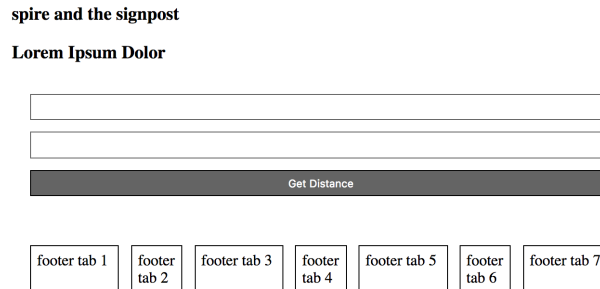 spire and the signpost
Lorem Ipsum Dolor
Get Distance
footer tab 1
footer tab 2
footer tab 3
footer tab 4
footer tab 5
footer tab 6
footer tab 7